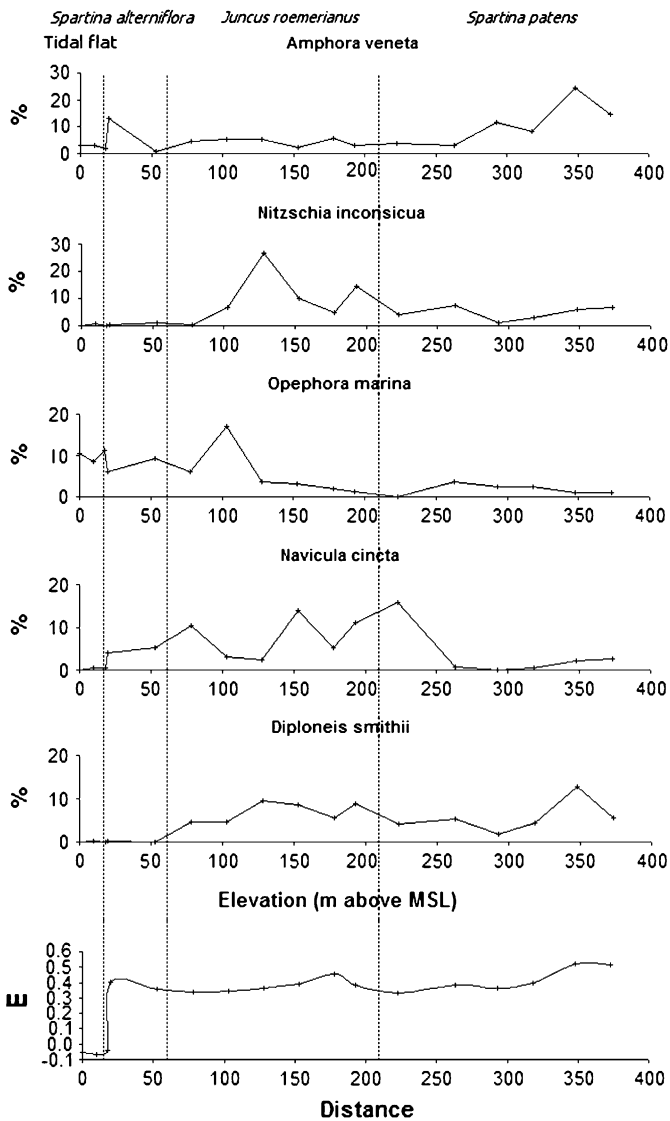 Spartina alterniflora Juncus roemerianus Spartina patens
Tidal flat Amphora veneta
30
20
%
10
0
0 50 100 150 200 250 300 350 400
Nitzschia inconsicua
30
20
%
10
0
0 50 100 150 200 250 300 350 400
Opephora marina
20
%
10
0
0 50 100 150 200 250 300 350 400
Navicula cincta
20
%
10
0
0 50 100 150 200 250 300 350 400
Diploneis smithii
20
%
10
0
0 50 100 150 200 250 300 350 400
Elevation (m above MSL)
0.6
0.5
0.4
0.3
E
0.2
0.1
0.0
-0.1
0 50 100 150 200 250 300 350 400
Distance